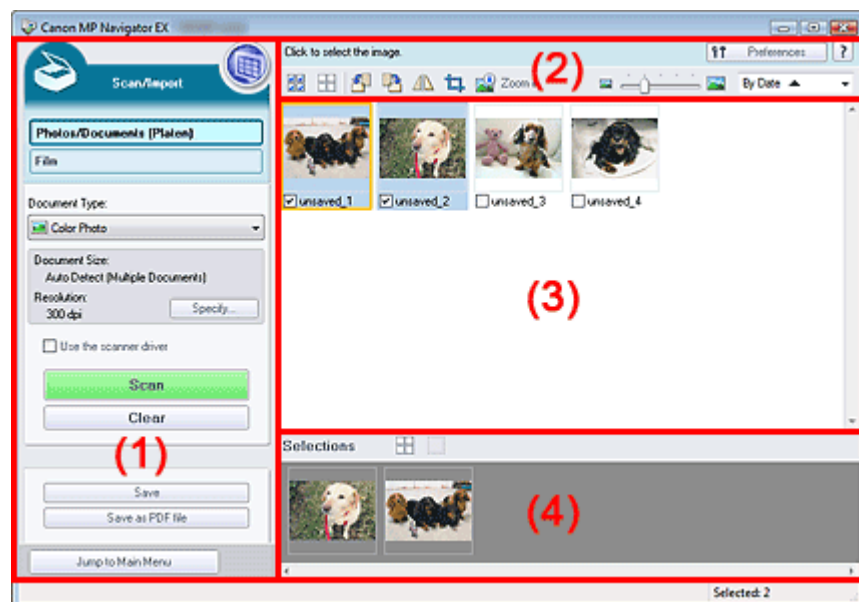 Canon MP Navigator EX
Scan/Import
Photos/Documents (Platen)
Film
Document Type:
Color Photo
Document Size:
Auto Detect (Multiple Documents)
Resolution:
300 dpi
Specify...
Use the scanner driver
Scan
Clear
(1)
Save
Save as PDF file
Jump to Main Menu
Click to select the image.
Preferences
?
(2)
Zoom
By Date
unsaved_1
unsaved_2
unsaved_3
unsaved_4
(3)
Selections
(4)
Selected: 2